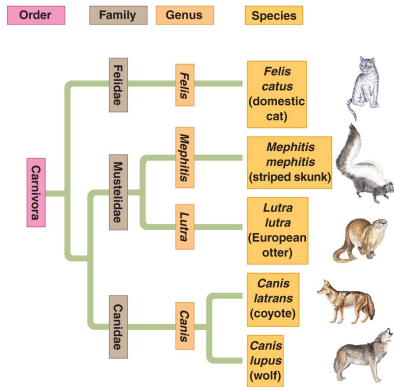 Order Family Genus Species
Carnivora
Felidae
Felis
Felis
catus
(domestic
cat)
Mustelidae
Mephitis
Mephitis
mephitis
(striped skunk)
Lutra
Lutra
lutra
(European
otter)
Canidae
Canis
Canis
latrans
(coyote)
Canis
lupus
(wolf)